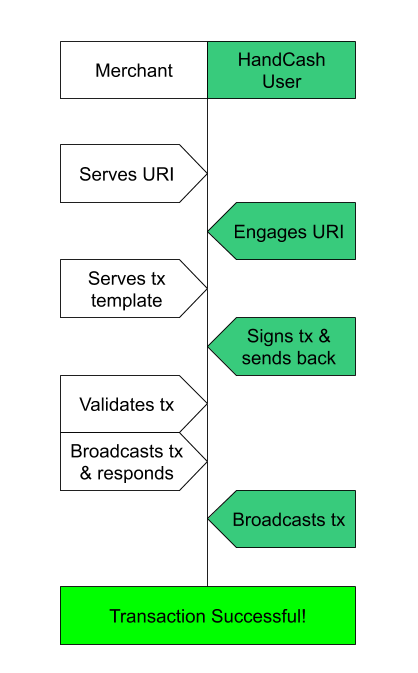 Merchant
HandCash
User
Serves URI
Engages URI
Serves tx
template
Signs tx &
sends back
Validates tx
Broadcasts tx
& responds
Broadcasts tx
Transaction Successful!